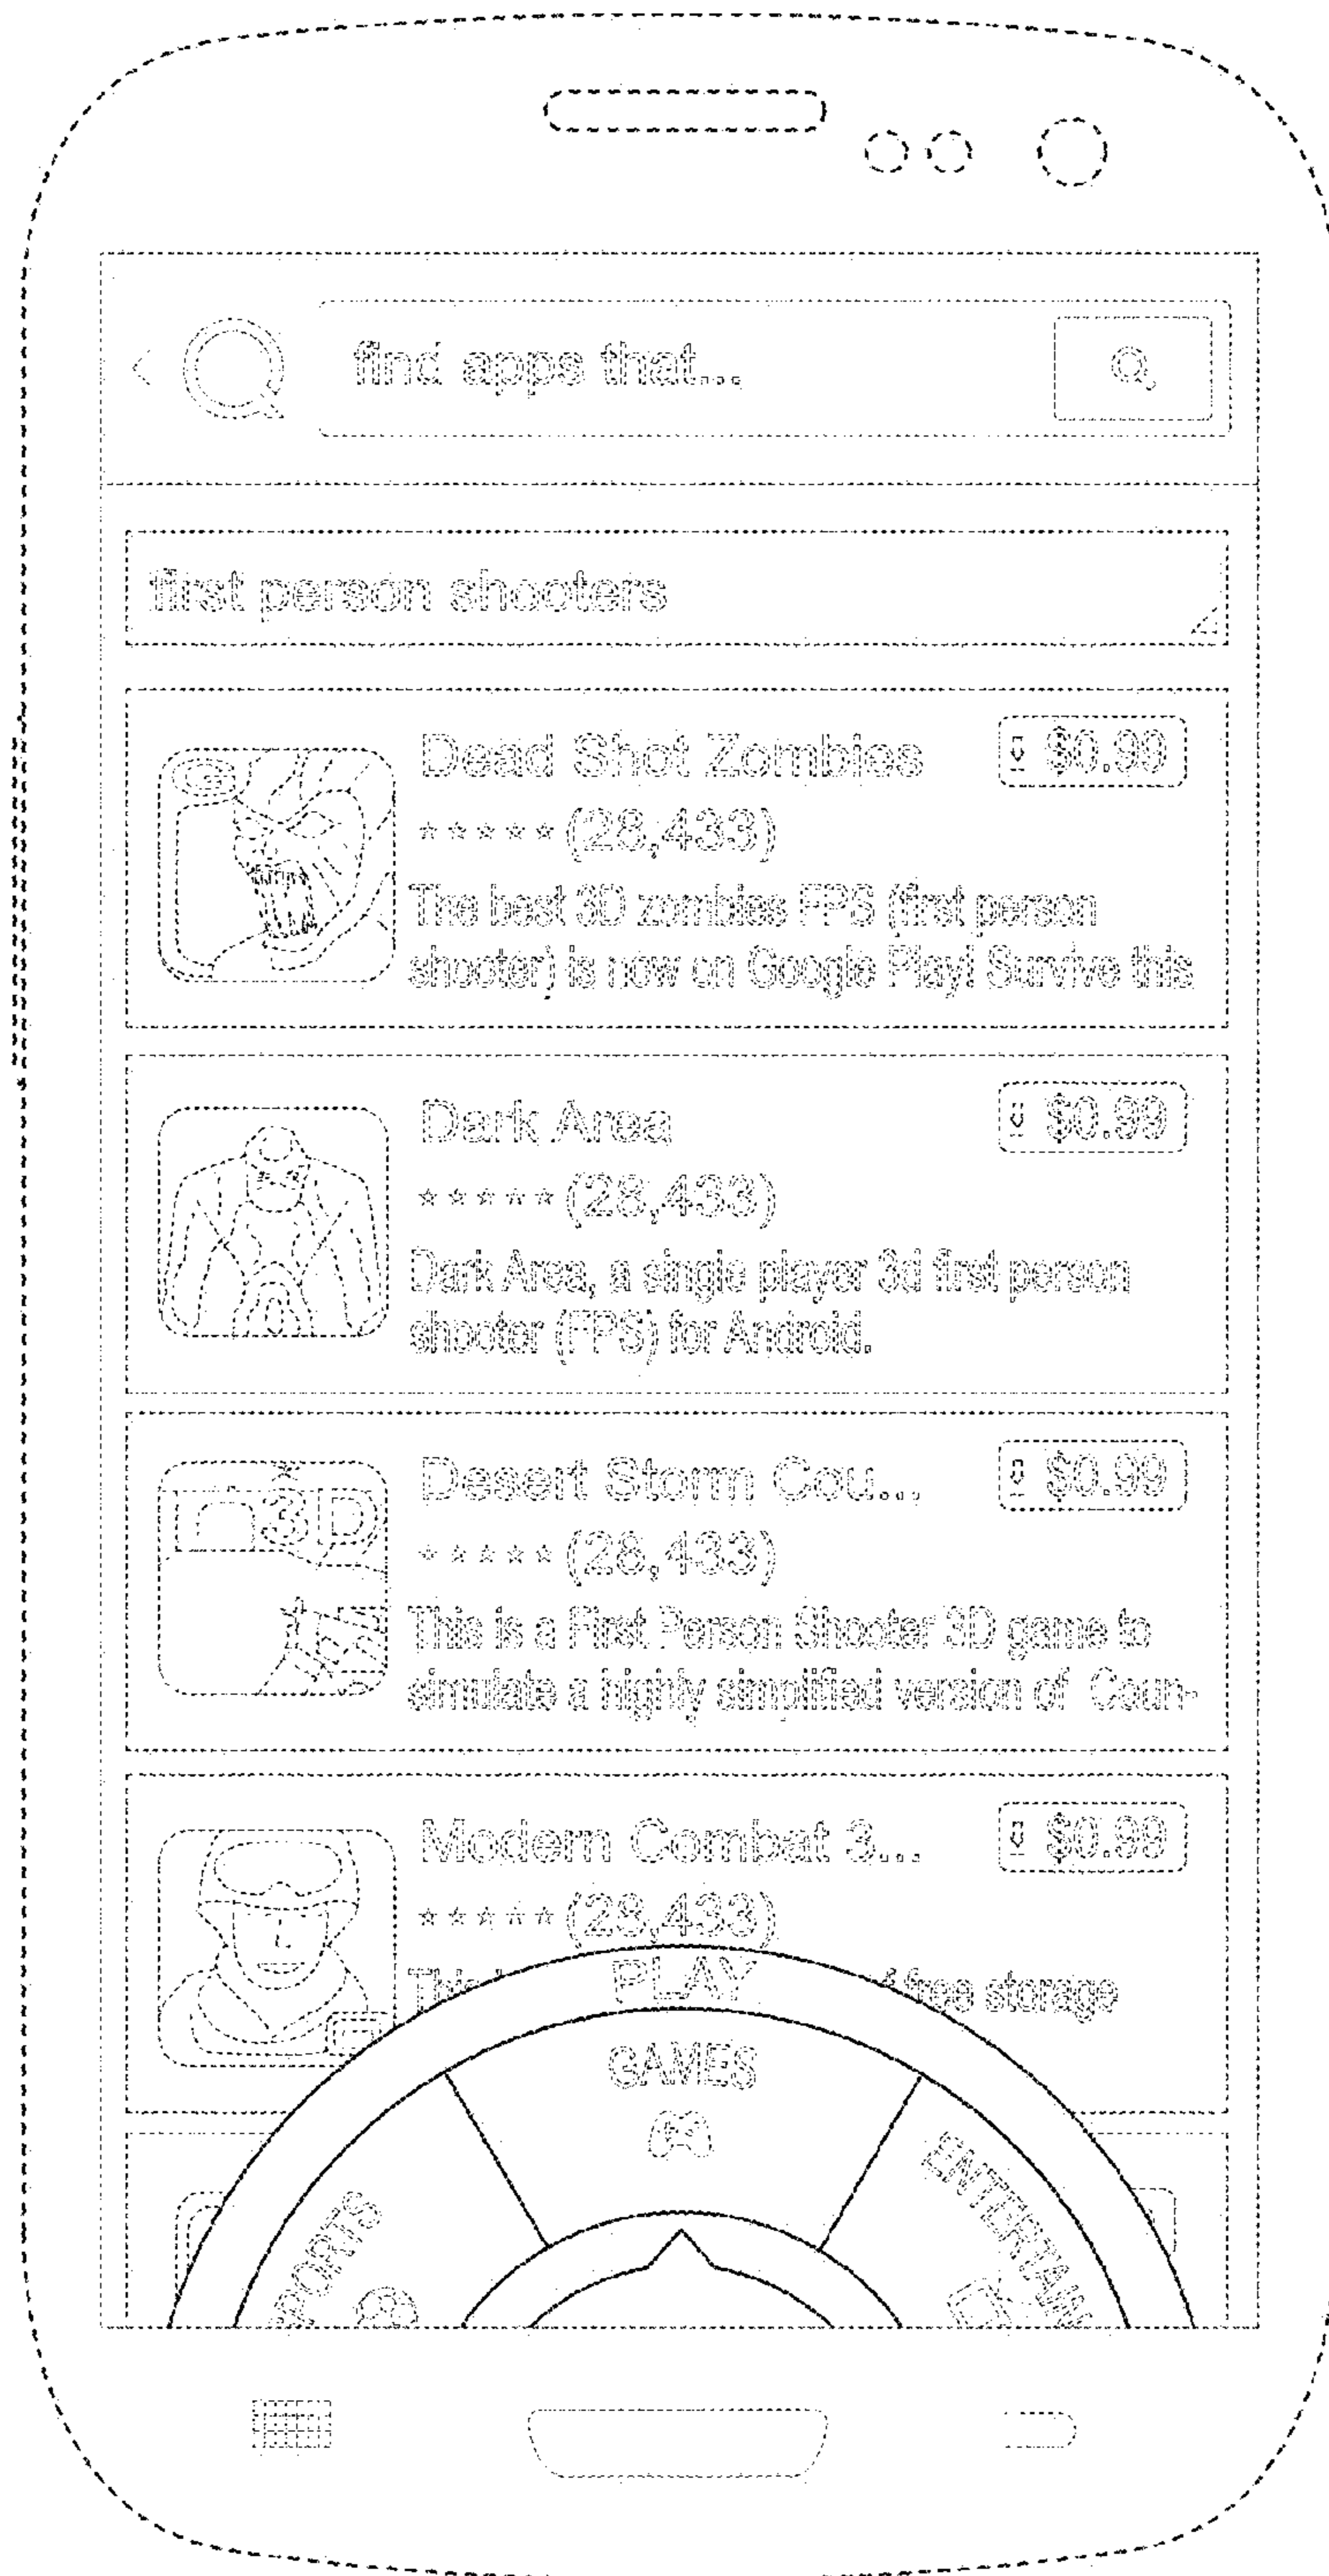 find apps that...
first person shooters
Dead Shot Zombies
$0.99
(28,433)
The best 3D zombies FPS (first person
shooter) is now on Google Play! Survive this
Dark Area
$0.99
(28,433)
Dark Area, a single player 3d first person
shooter (FPS) for Android.
3D
Desert Storm Cou...
$0.99
(28,433)
This is a First Person Shooter 3D game to
simulate a highly simplified version of Coun-
Modern Combat 3...
$0.99
(28,433)
free storage
PLAY
GAMES
SPORTS
ENTERTAIN